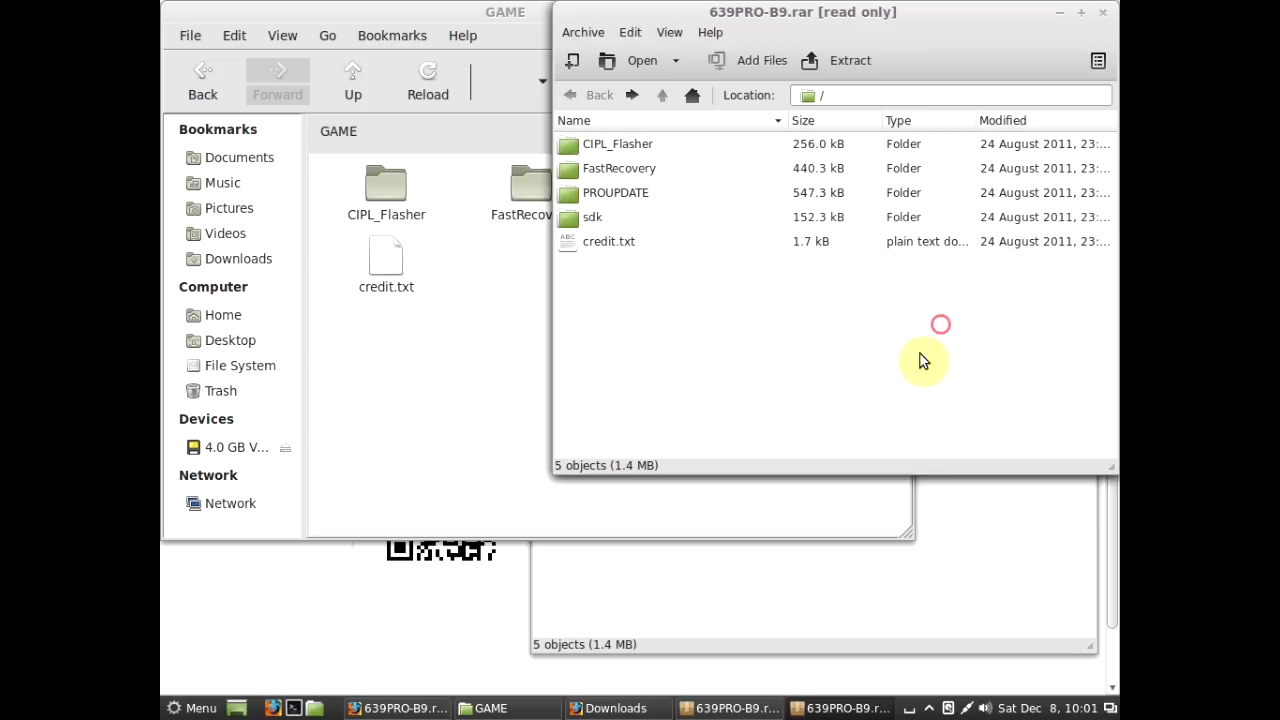 GAME
File Edit View Go Bookmarks Help
Back Forward Up Reload
Bookmarks
Documents
Music
Pictures
Videos
Downloads
Computer
Home
Desktop
File System
Trash
Devices
4.0 GB V...
Network
Network
GAME
CIPL_Flasher
FastRecov
credit.txt
639PRO-B9.rar [read only]
Archive Edit View Help
Open Add Files Extract
Back Location: /
Name Size Type Modified
CIPL_Flasher 256.0 kB Folder 24 August 2011, 23:...
FastRecovery 440.3 kB Folder 24 August 2011, 23:...
PROUPDATE 547.3 kB Folder 24 August 2011, 23:...
sdk 152.3 kB Folder 24 August 2011, 23:...
ABC
credit.txt 1.7 kB plain text do... 24 August 2011, 23:...
5 objects (1.4 MB)
5 objects (1.4 MB)
Menu 639PRO-B9.r... GAME Downloads 639PRO-B9.r... 639PRO-B9.r... Sat Dec 8, 10:01